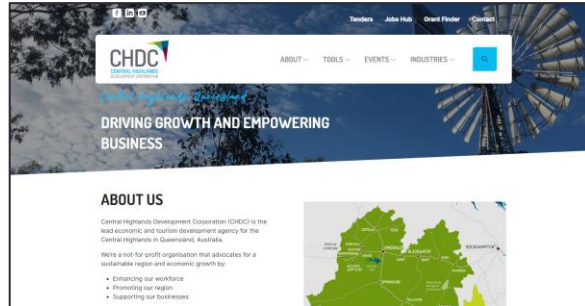 Tenders Jobs Hub Grant Finder Contact
CHDC
CENTRAL HIGHLANDS
DEVELOPMENT CORPORATION
ABOUT TOOLS EVENTS INDUSTRIES
Central Highlands, Queensland
DRIVING GROWTH AND EMPOWERING
BUSINESS
ABOUT US
Central Highlands Development Corporation (CHDC) is the
lead economic and tourism development agency for the
Central Highlands in Queensland, Australia.
We're a not-for-profit organisation that advocates for a
sustainable region and economic growth by:
• Enhancing our workforce
• Promoting our region
• Supporting our businesses
CAPELLA
EMERALD
BLACKWATER
ROCKHAMPTON
SPRINGSURE